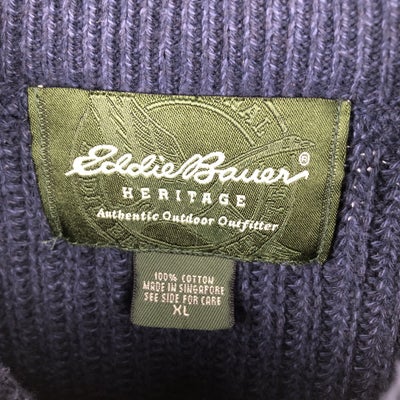 Eddie Bauer®
HERITAGE
Authentic Outdoor Outfitter
100% COTTON
MADE IN SINGAPORE
SEE SIDE FOR CARE
XL